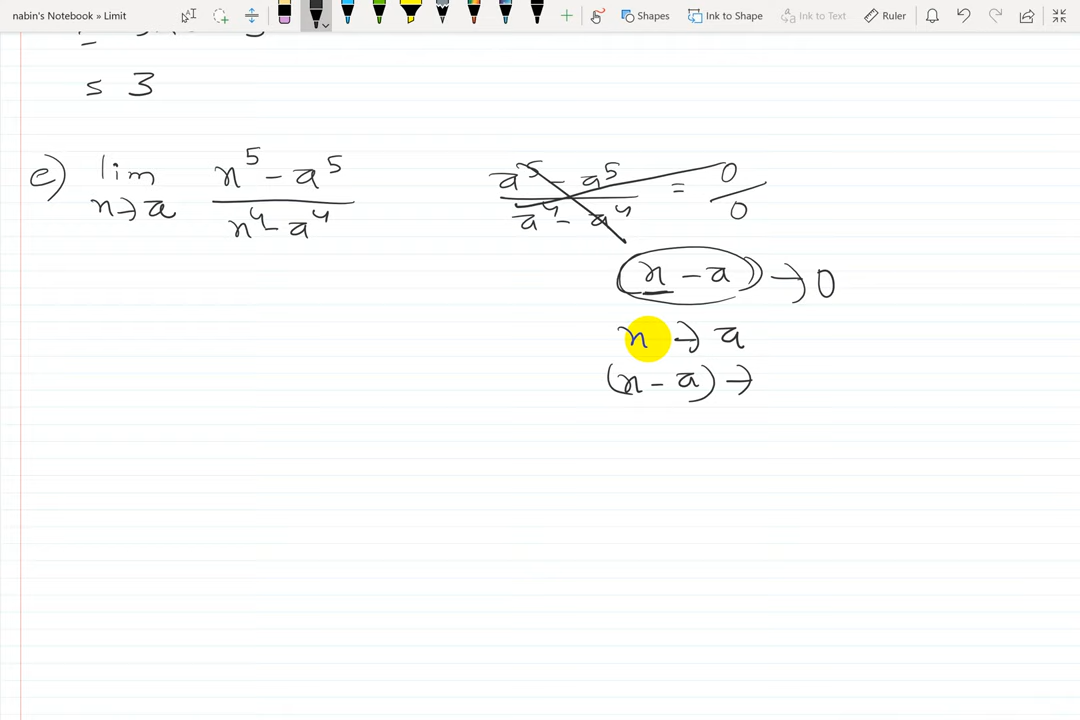 nabin's Notebook » Limit
Shapes
Ink to Shape
Ink to Text
Ruler
s 3
e) lim n→a (n^5 - a^5)/(n^4 - a^4)
(a^5 - a^5)/(a^4 - a^4) = 0/0
(n - a) → 0
n → a
(n - a) →